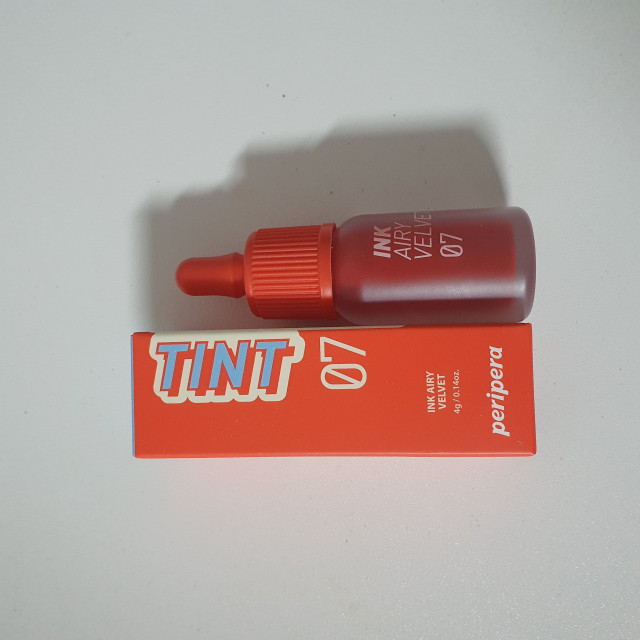 INK
AIRY
VELVET
07
TINT
07
INK AIRY
VELVET
4g / 0.14oz.
peripera